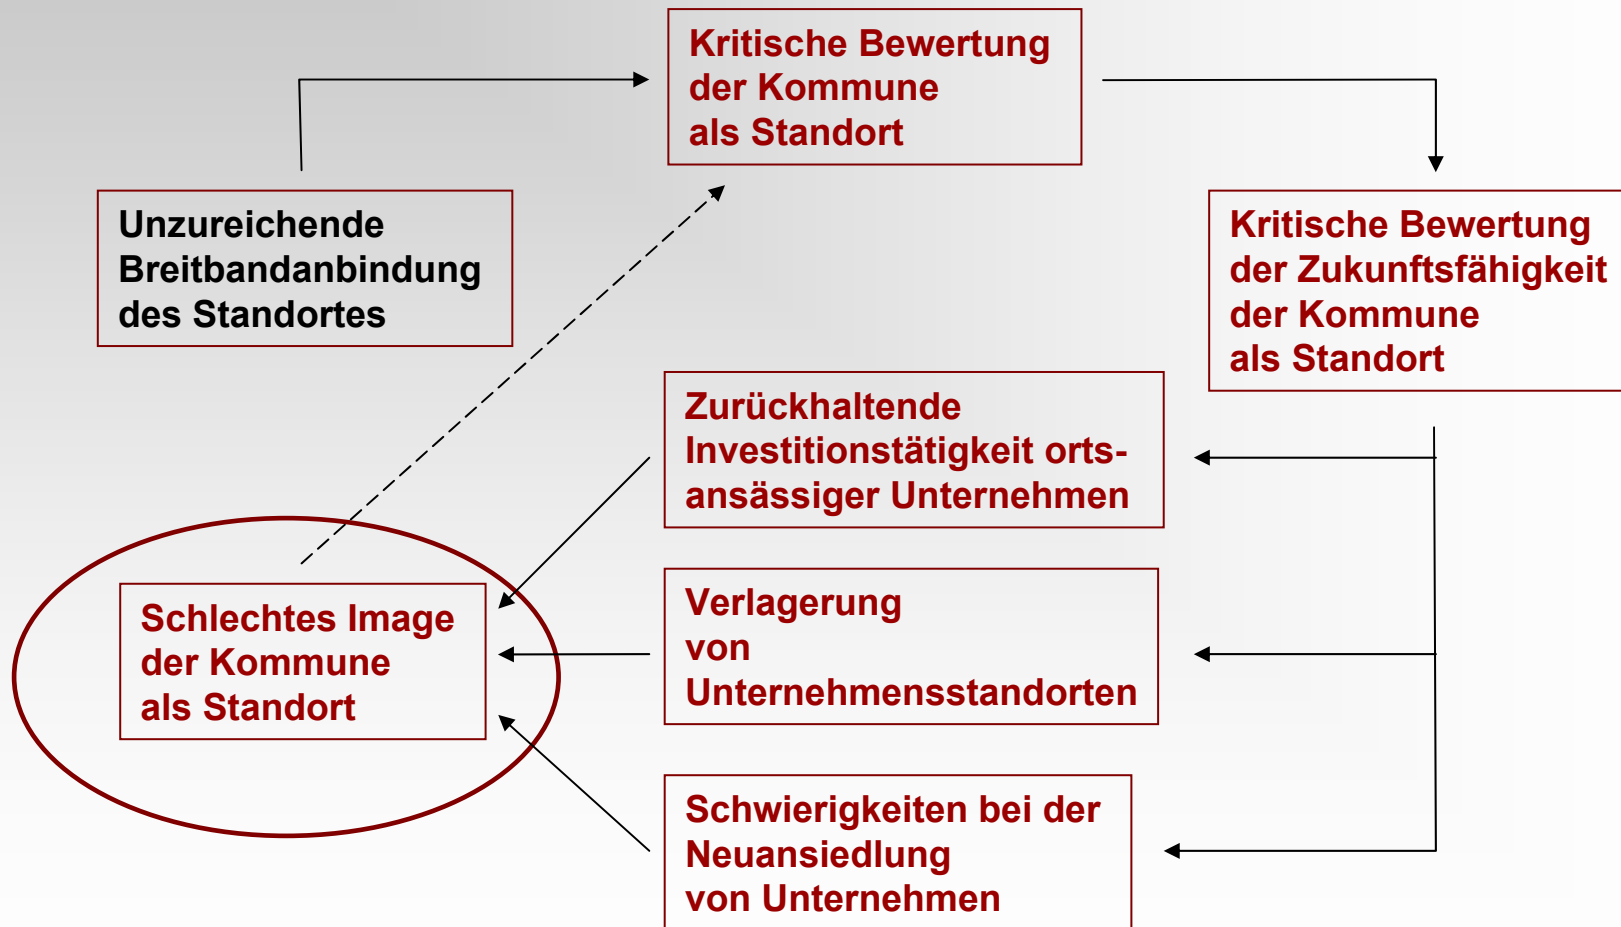 Kritische Bewertung
der Kommune
als Standort
Unzureichende
Breitbandanbindung
des Standortes
Kritische Bewertung
der Zukunftsfähigkeit
der Kommune
als Standort
Zurückhaltende
Investitionstätigkeit orts-
ansässiger Unternehmen
Schlechtes Image
der Kommune
als Standort
Verlagerung
von
Unternehmensstandorten
Schwierigkeiten bei der
Neuansiedlung
von Unternehmen